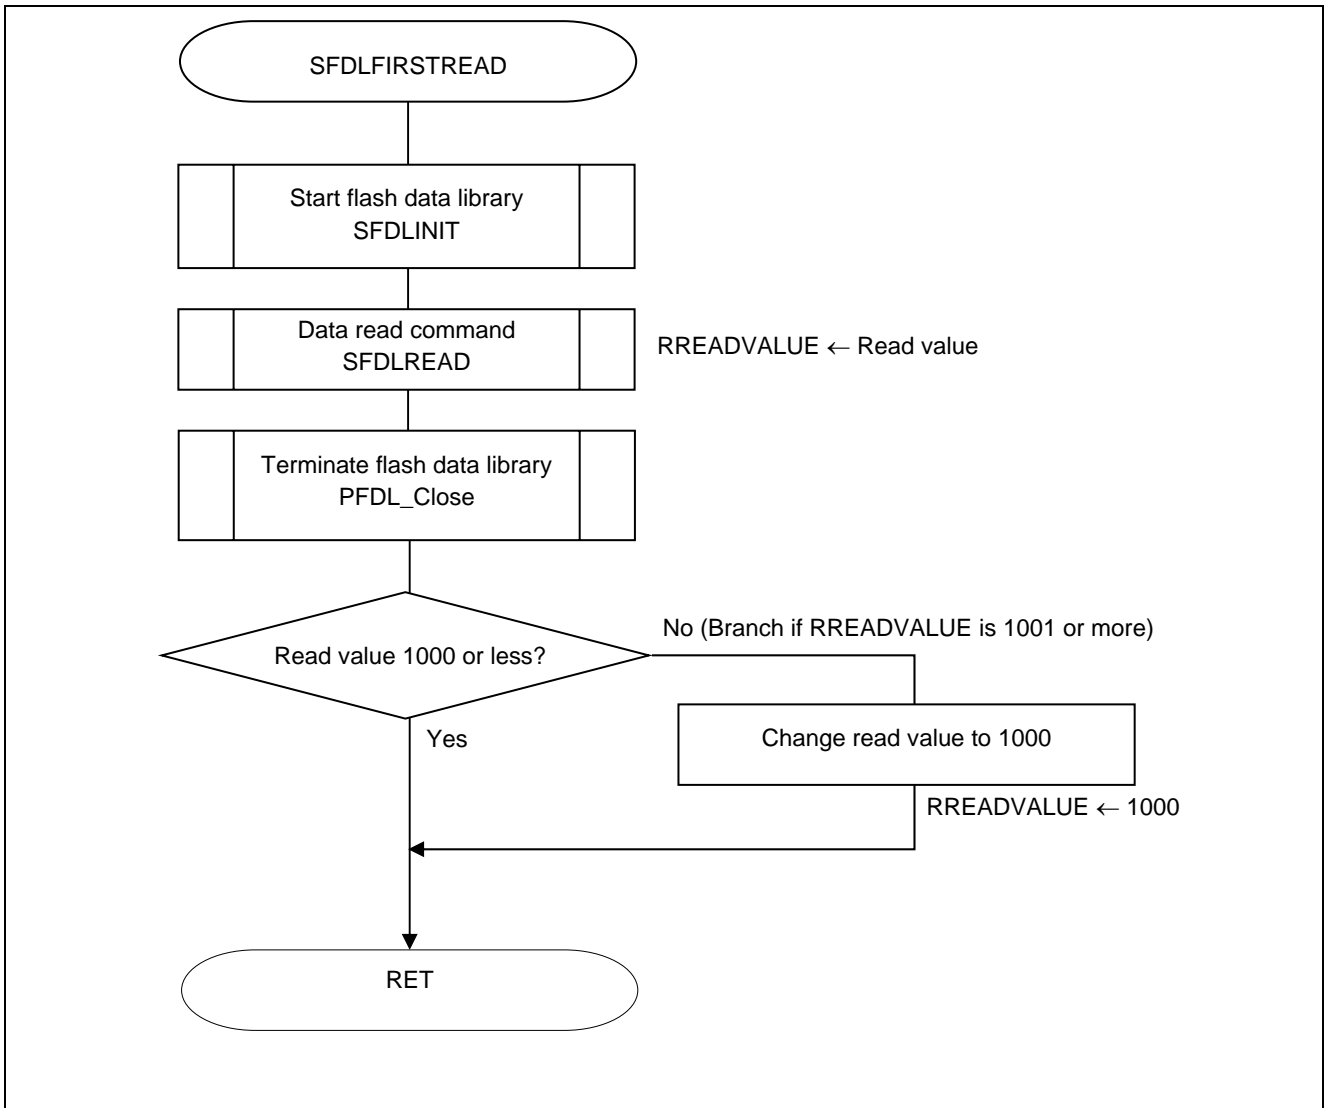 SFDLFIRSTREAD
Start flash data library
SFDLINIT
Data read command
SFDLREAD
RREADVALUE ← Read value
Terminate flash data library
PFDL_Close
No (Branch if RREADVALUE is 1001 or more)
Read value 1000 or less?
Yes
Change read value to 1000
RREADVALUE ← 1000
RET